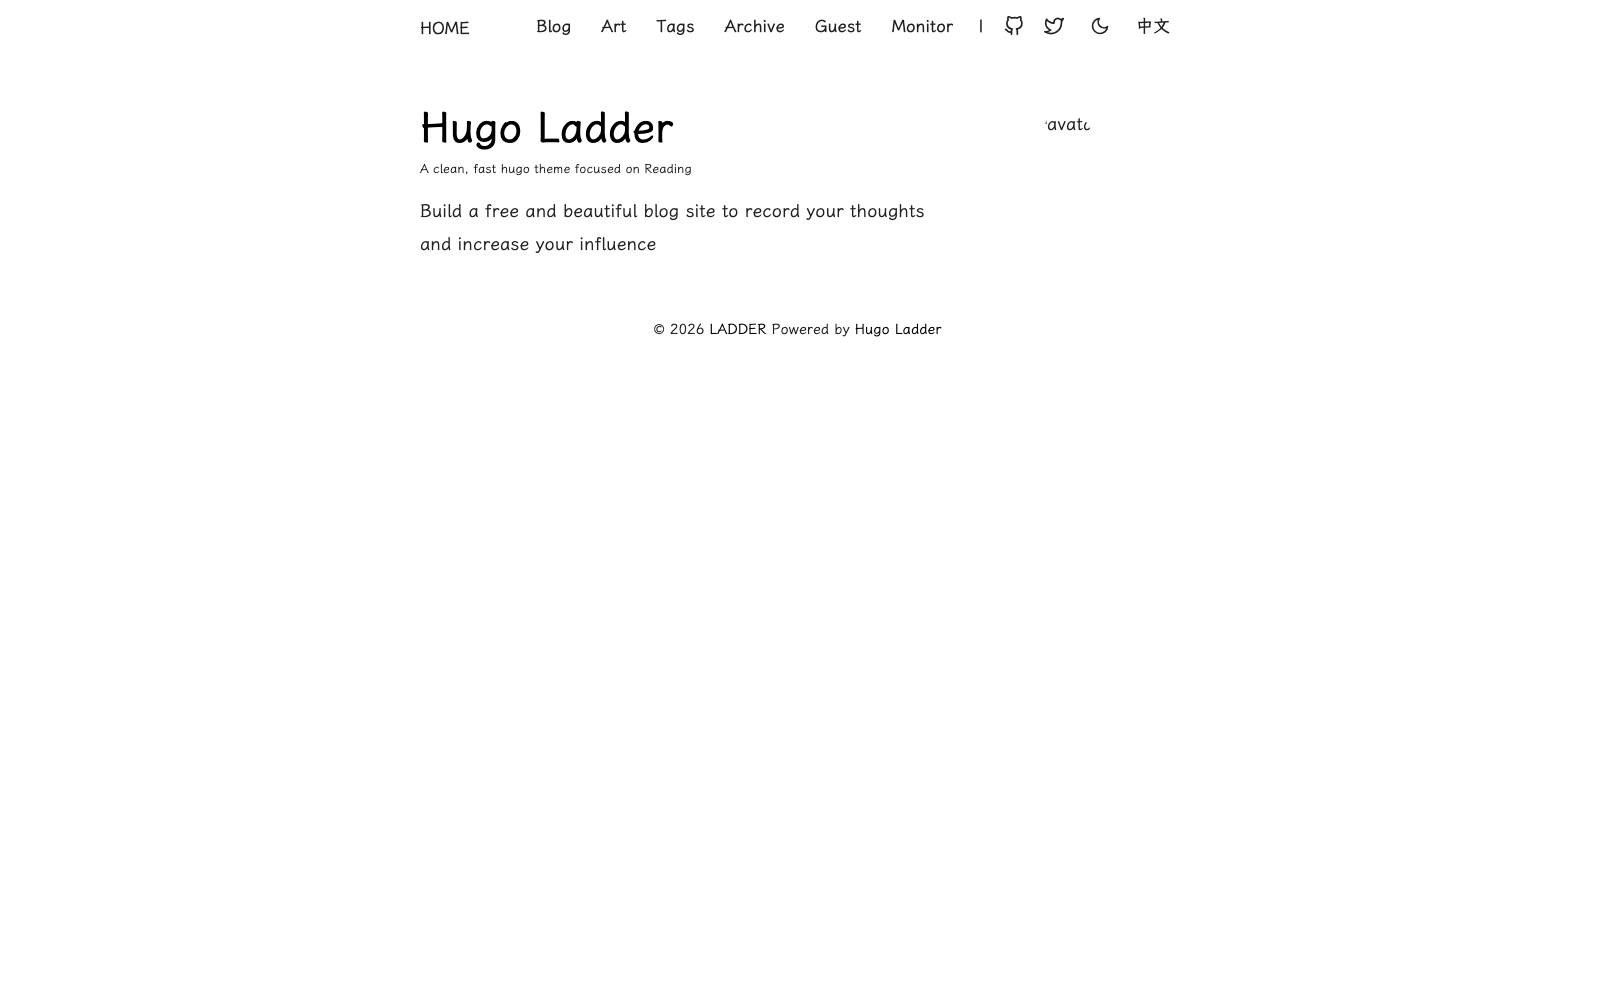 HOME Blog Art Tags Archive Guest Monitor | 中文
Hugo Ladder
A clean, fast hugo theme focused on Reading
Build a free and beautiful blog site to record your thoughts
and increase your influence
© 2026 LADDER Powered by Hugo Ladder